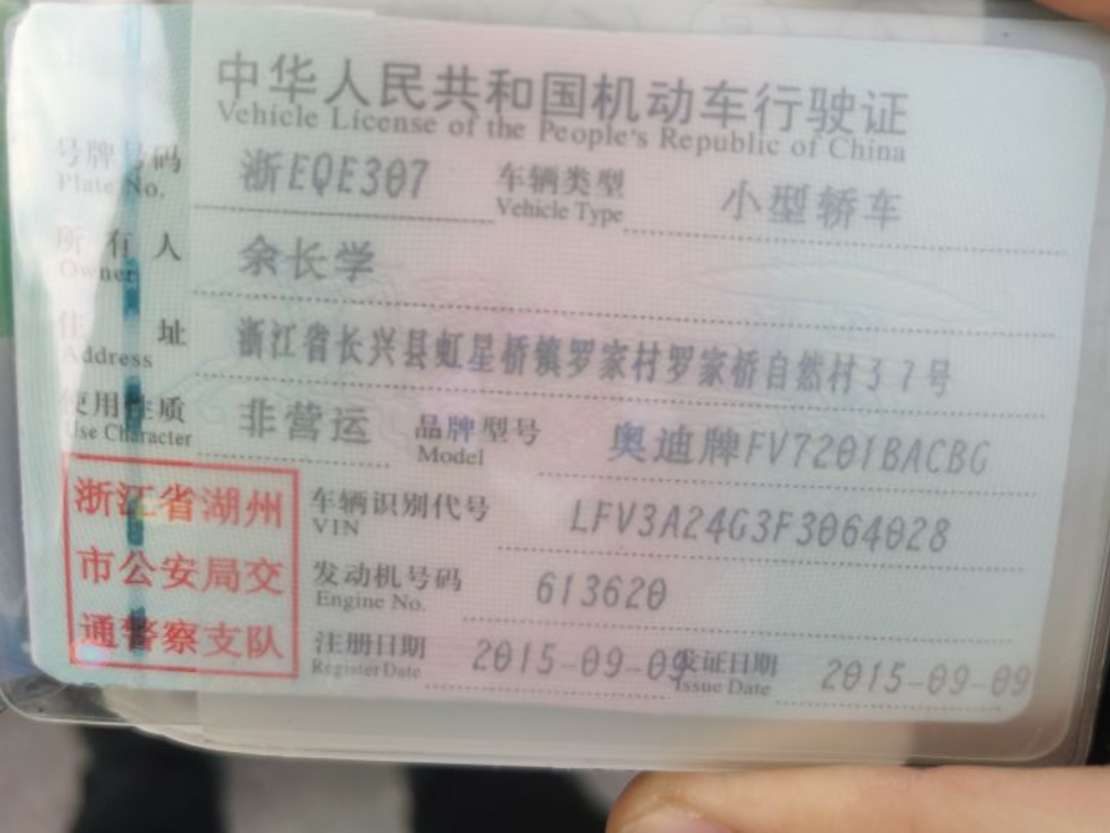 中华人民共和国机动车行驶证
Vehicle License of the People's Republic of China
号牌号码 浙EQE307 车辆类型 小型轿车
Plate No. Vehicle Type
所有人 余长学
Owner
住址 浙江省长兴县虹星桥镇罗家村罗家桥自然村37号
Address
使用性质 非营运 品牌型号 奥迪牌FV7201BACBG
Use Character Model
浙江省湖州
市公安局交
通警察支队
车辆识别代号 LFV3A24G3F3064028
VIN
发动机号码 613620
Engine No.
注册日期 2015-09-09 发证日期 2015-09-09
Register Date Issue Date